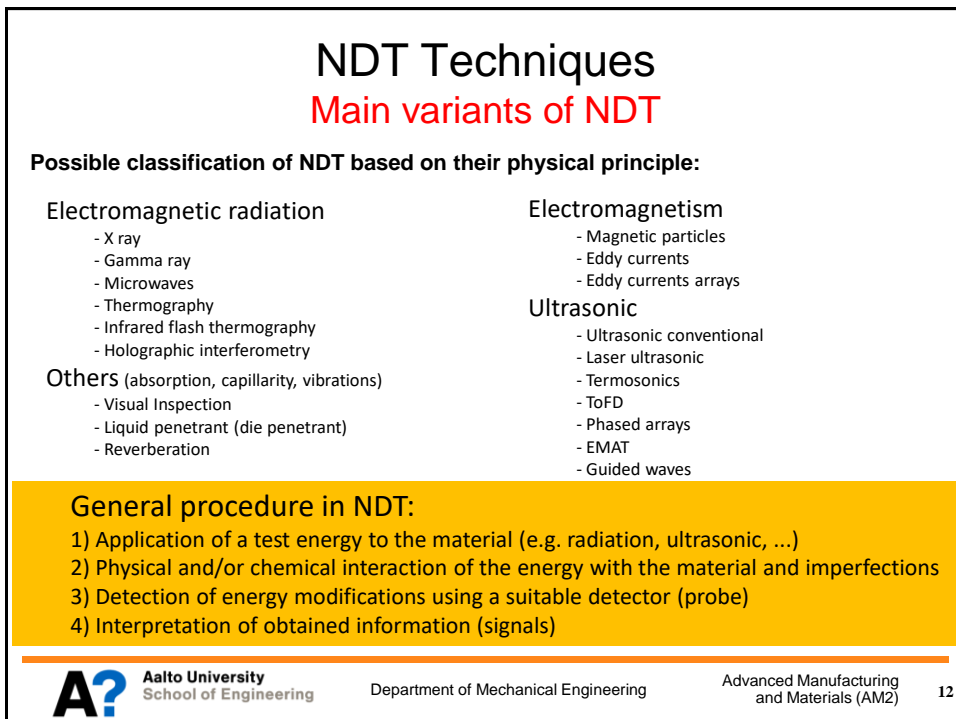 NDT Techniques
Main variants of NDT
Possible classification of NDT based on their physical principle:
Electromagnetic radiation
- X ray
- Gamma ray
- Microwaves
- Thermography
- Infrared flash thermography
- Holographic interferometry
Others (absorption, capillarity, vibrations)
- Visual Inspection
- Liquid penetrant (die penetrant)
- Reverberation
Electromagnetism
- Magnetic particles
- Eddy currents
- Eddy currents arrays
Ultrasonic
- Ultrasonic conventional
- Laser ultrasonic
- Termosonics
- ToFD
- Phased arrays
- EMAT
- Guided waves
General procedure in NDT:
1) Application of a test energy to the material (e.g. radiation, ultrasonic, ...)
2) Physical and/or chemical interaction of the energy with the material and imperfections
3) Detection of energy modifications using a suitable detector (probe)
4) Interpretation of obtained information (signals)
A?
Aalto University
School of Engineering
Department of Mechanical Engineering
Advanced Manufacturing
and Materials (AM2)
12